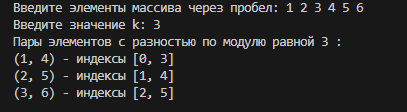 Введите элементы массива через пробел: 1 2 3 4 5 6
Введите значение k: 3
Пары элементов с разностью по модулю равной 3 :
(1, 4) - индексы [0, 3]
(2, 5) - индексы [1, 4]
(3, 6) - индексы [2, 5]